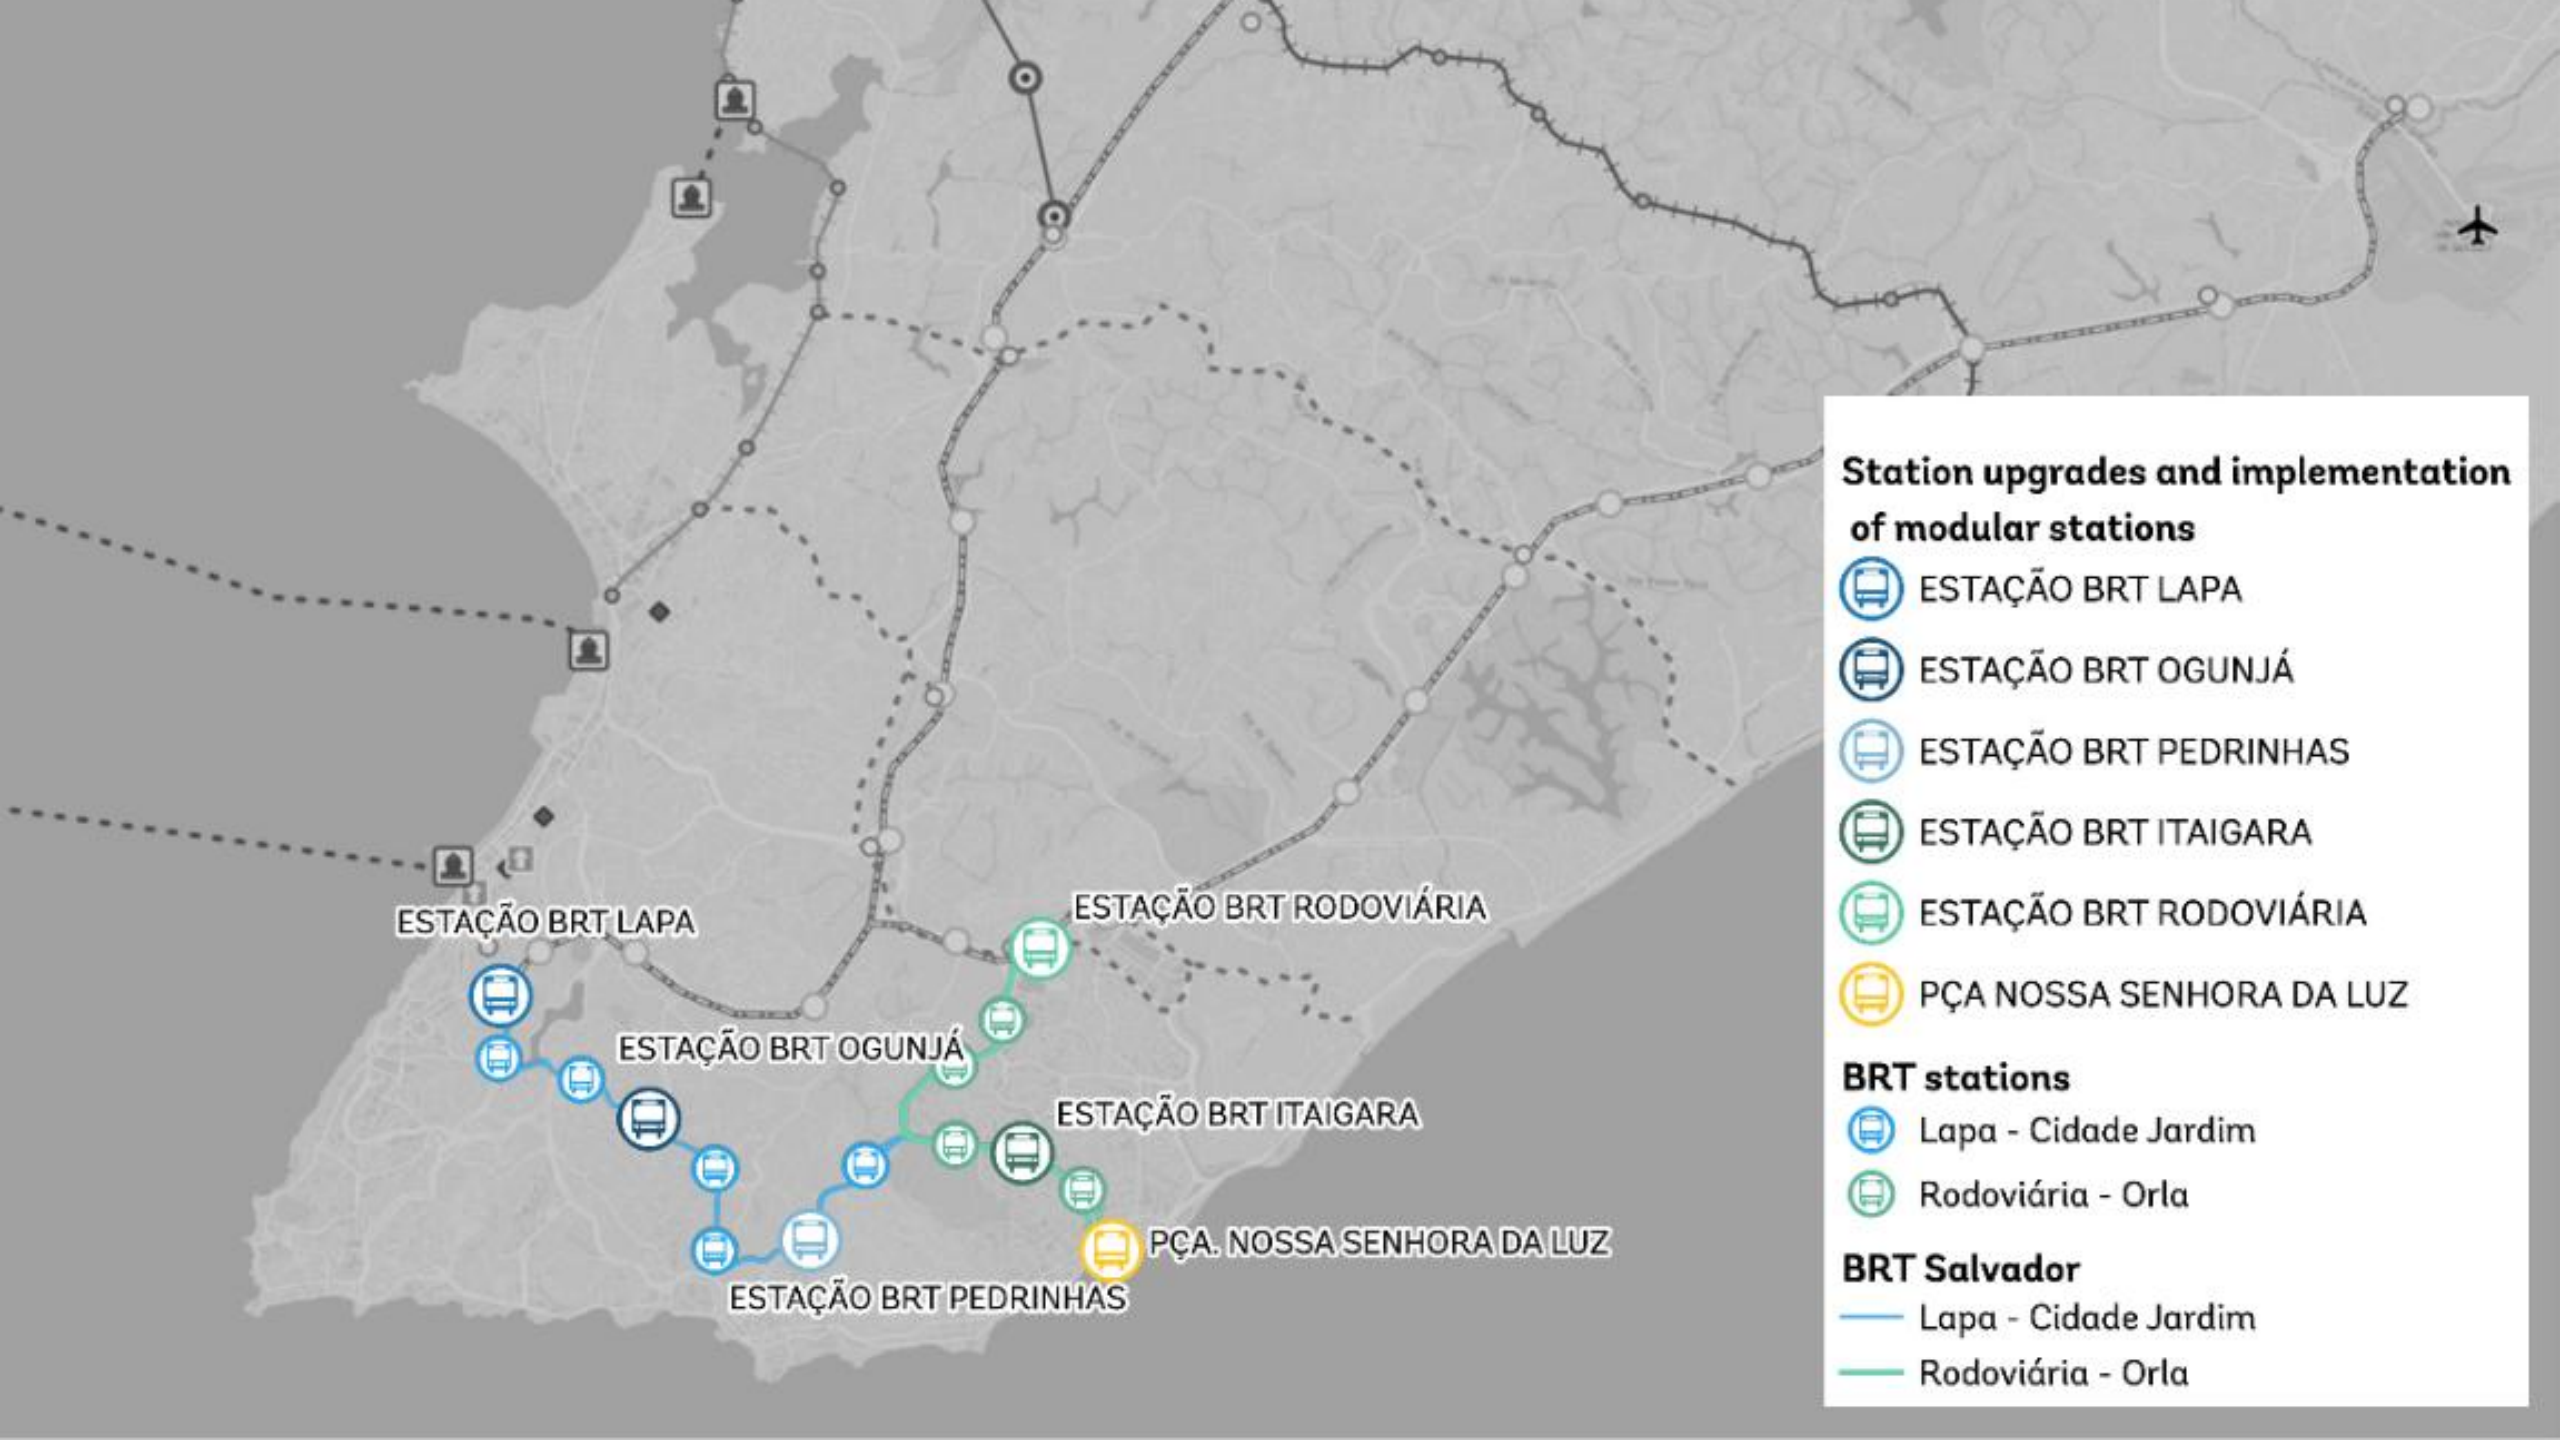 ESTAÇÃO BRT LAPA
ESTAÇÃO BRT RODOVIÁRIA
ESTAÇÃO BRT OGUNJÁ
ESTAÇÃO BRT ITAIGARA
PÇA. NOSSA SENHORA DA LUZ
ESTAÇÃO BRT PEDRINHAS
Station upgrades and implementation
of modular stations
ESTAÇÃO BRT LAPA
ESTAÇÃO BRT OGUNJÁ
ESTAÇÃO BRT PEDRINHAS
ESTAÇÃO BRT ITAIGARA
ESTAÇÃO BRT RODOVIÁRIA
PÇA NOSSA SENHORA DA LUZ
BRT stations
Lapa - Cidade Jardim
Rodoviária - Orla
BRT Salvador
Lapa - Cidade Jardim
Rodoviária - Orla